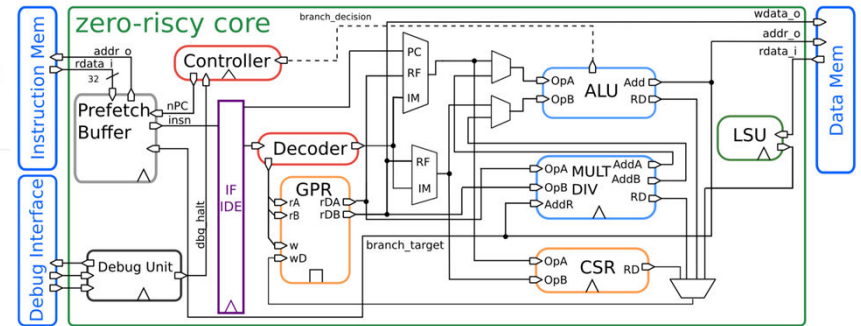 zero-riscy core
branch_decision
wdata_o
addr_o
rdata_i
Instruction Mem
addr_o
rdata_i
32
Controller
PC
RF
IM
OpA
OpB
ALU
Add
RD
Data Mem
Prefetch
Buffer
nPC
insn
Decoder
RF
IM
LSU
IF
IDE
GPR
rA
rB
rDA
rDB
w
wD
OpA
OpB
AddR
MULT
DIV
AddA
AddB
RD
dbg_halt
branch_target
Debug Interface
Debug Unit
OpA
OpB
CSR
RD